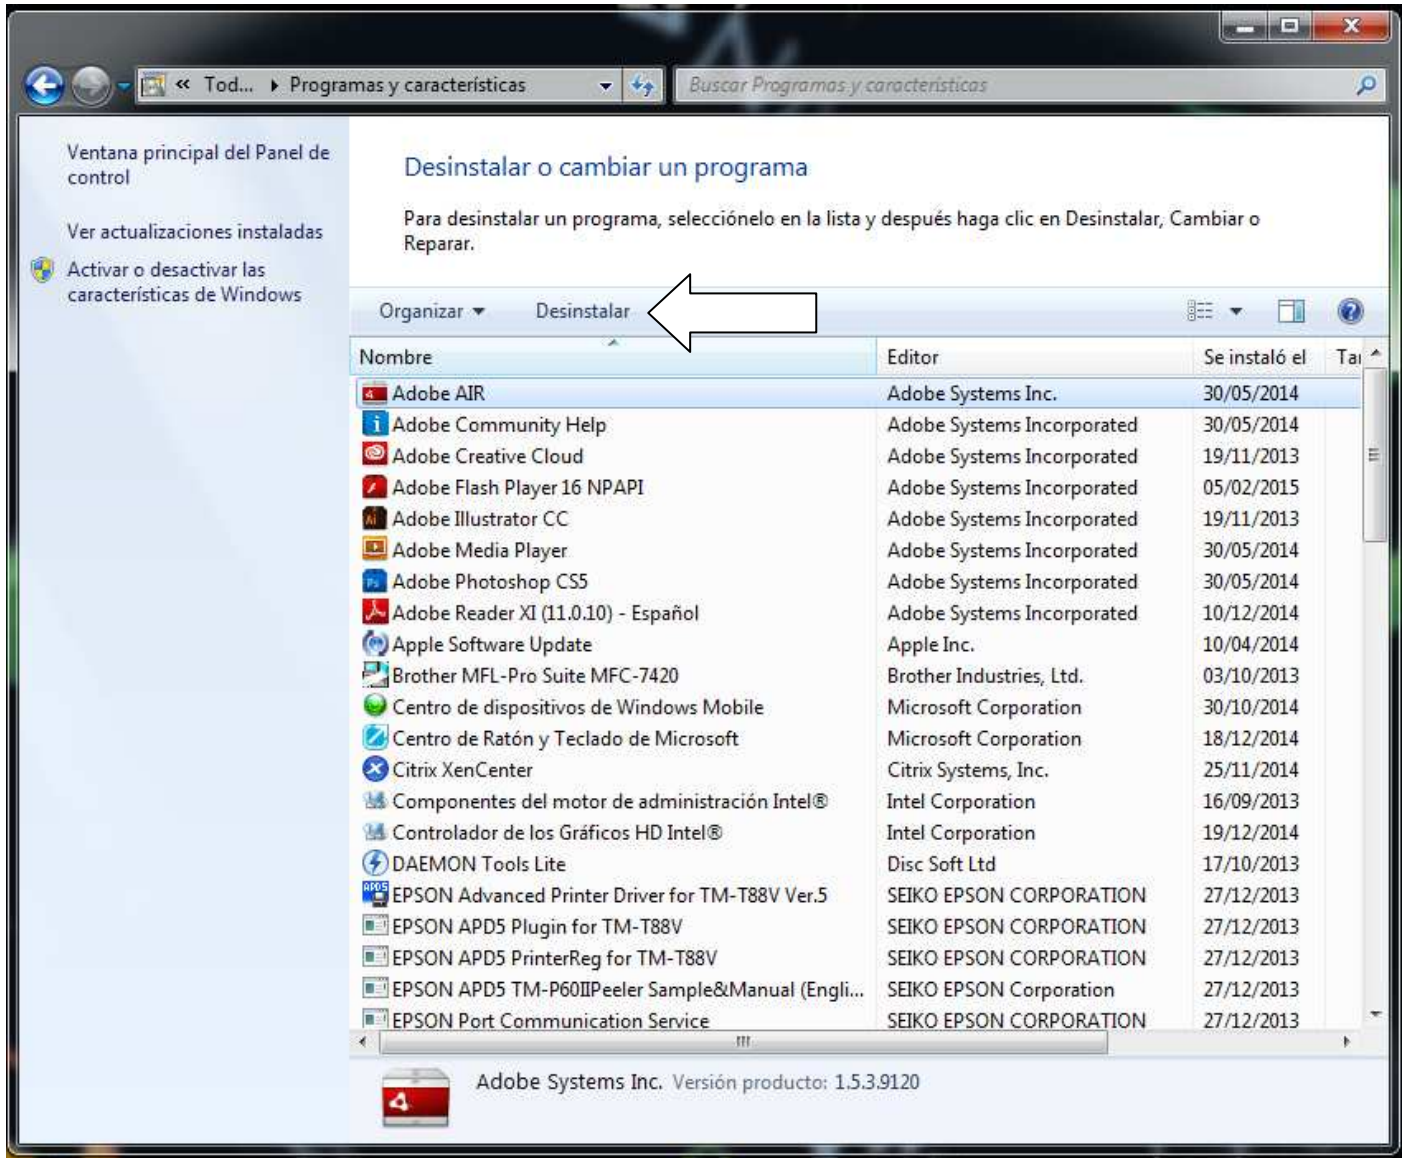 « Tod... Programas y características
Buscar Programas y características
Ventana principal del Panel de
control
Ver actualizaciones instaladas
Activar o desactivar las
características de Windows
Desinstalar o cambiar un programa
Para desinstalar un programa, selecciónelo en la lista y después haga clic en Desinstalar, Cambiar o
Reparar.
Organizar Desinstalar
Nombre Editor Se instaló el
Adobe AIR Adobe Systems Inc. 30/05/2014
Adobe Community Help Adobe Systems Incorporated 30/05/2014
Adobe Creative Cloud Adobe Systems Incorporated 19/11/2013
Adobe Flash Player 16 NPAPI Adobe Systems Incorporated 05/02/2015
Adobe Illustrator CC Adobe Systems Incorporated 19/11/2013
Adobe Media Player Adobe Systems Incorporated 30/05/2014
Adobe Photoshop CS5 Adobe Systems Incorporated 30/05/2014
Adobe Reader XI (11.0.10) - Español Adobe Systems Incorporated 10/12/2014
Apple Software Update Apple Inc. 10/04/2014
Brother MFL-Pro Suite MFC-7420 Brother Industries, Ltd. 03/10/2013
Centro de dispositivos de Windows Mobile Microsoft Corporation 30/10/2014
Centro de Ratón y Teclado de Microsoft Microsoft Corporation 18/12/2014
Citrix XenCenter Citrix Systems, Inc. 25/11/2014
Componentes del motor de administración Intel® Intel Corporation 16/09/2013
Controlador de los Gráficos HD Intel® Intel Corporation 19/12/2014
DAEMON Tools Lite Disc Soft Ltd 17/10/2013
EPSON Advanced Printer Driver for TM-T88V Ver.5 SEIKO EPSON CORPORATION 27/12/2013
EPSON APD5 Plugin for TM-T88V SEIKO EPSON CORPORATION 27/12/2013
EPSON APD5 PrinterReg for TM-T88V SEIKO EPSON CORPORATION 27/12/2013
EPSON APD5 TM-P60IIPeeler Sample&Manual (Engli... SEIKO EPSON Corporation 27/12/2013
EPSON Port Communication Service SEIKO EPSON CORPORATION 27/12/2013
Adobe Systems Inc. Versión producto: 1.5.3.9120